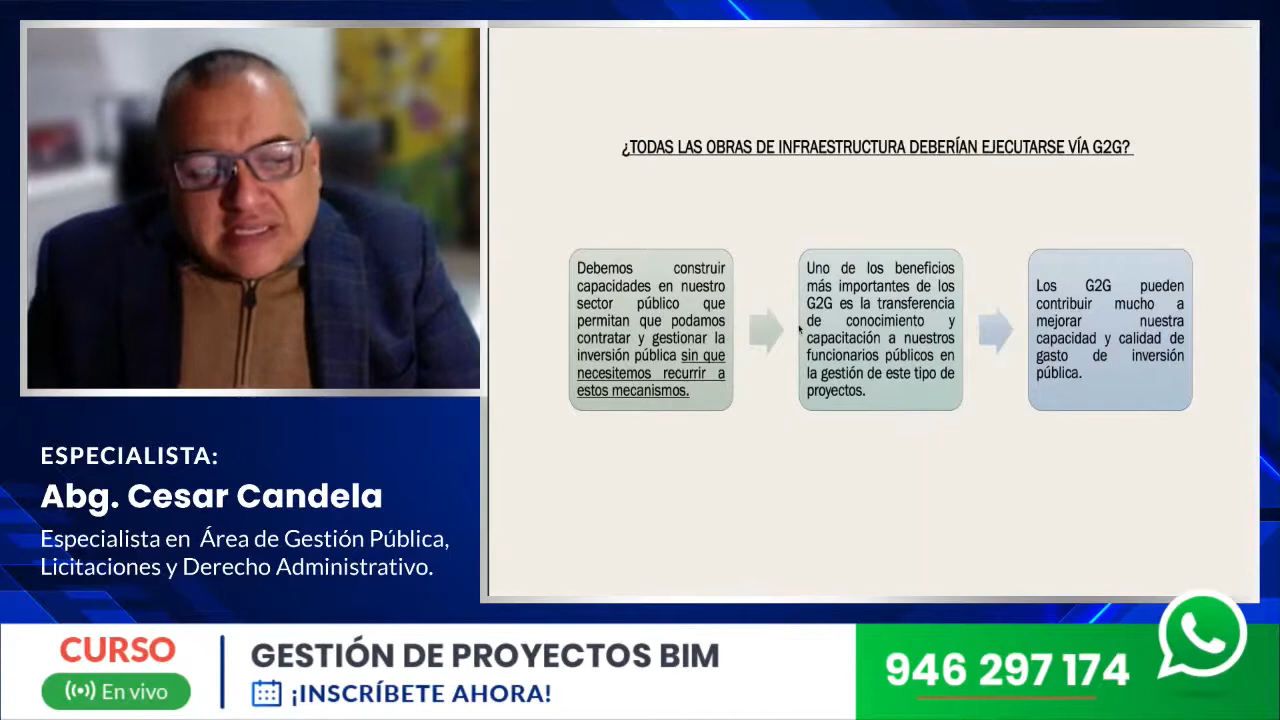 ¿TODAS LAS OBRAS DE INFRAESTRUCTURA DEBERÍAN EJECUTARSE VÍA G2G?
Debemos construir
capacidades en nuestro
sector público que
permitan que podamos
contratar y gestionar la
inversión pública sin que
necesitemos recurrir a
estos mecanismos.
Uno de los beneficios
más importantes de los
G2G es la transferencia
de conocimiento y
capacitación a nuestros
funcionarios públicos en
la gestión de este tipo de
proyectos.
Los G2G pueden
contribuir mucho a
mejorar nuestra
capacidad y calidad de
gasto de inversión
pública.
ESPECIALISTA:
Abg. Cesar Candela
Especialista en Área de Gestión Pública,
Licitaciones y Derecho Administrativo.
CURSO
En vivo
GESTIÓN DE PROYECTOS BIM
¡INSCRÍBETE AHORA!
946 297 174